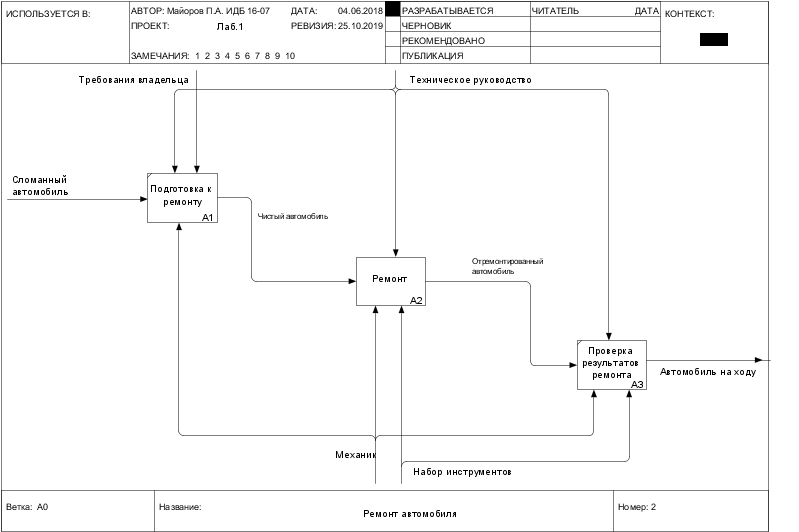 ИСПОЛЬЗУЕТСЯ В:
АВТОР: Майоров П.А. ИДБ 16-07
ДАТА: 04.06.2018
ПРОЕКТ: Лаб.1
РЕВИЗИЯ: 25.10.2019
ЗАМЕЧАНИЯ: 1 2 3 4 5 6 7 8 9 10
РАЗРАБАТЫВАЕТСЯ
ЧЕРНОВИК
РЕКОМЕНДОВАНО
ПУБЛИКАЦИЯ
ЧИТАТЕЛЬ ДАТА
КОНТЕКСТ:
Требования владельца
Техническое руководство
Сломанный
автомобиль
Подготовка к
ремонту
A1
Чистый автомобиль
Ремонт
A2
Отремонтированный
автомобиль
Проверка
результатов
ремонта
A3
Автомобиль на ходу
Механик
Набор инструментов
Ветка: A0
Название:
Ремонт автомобиля
Номер: 2